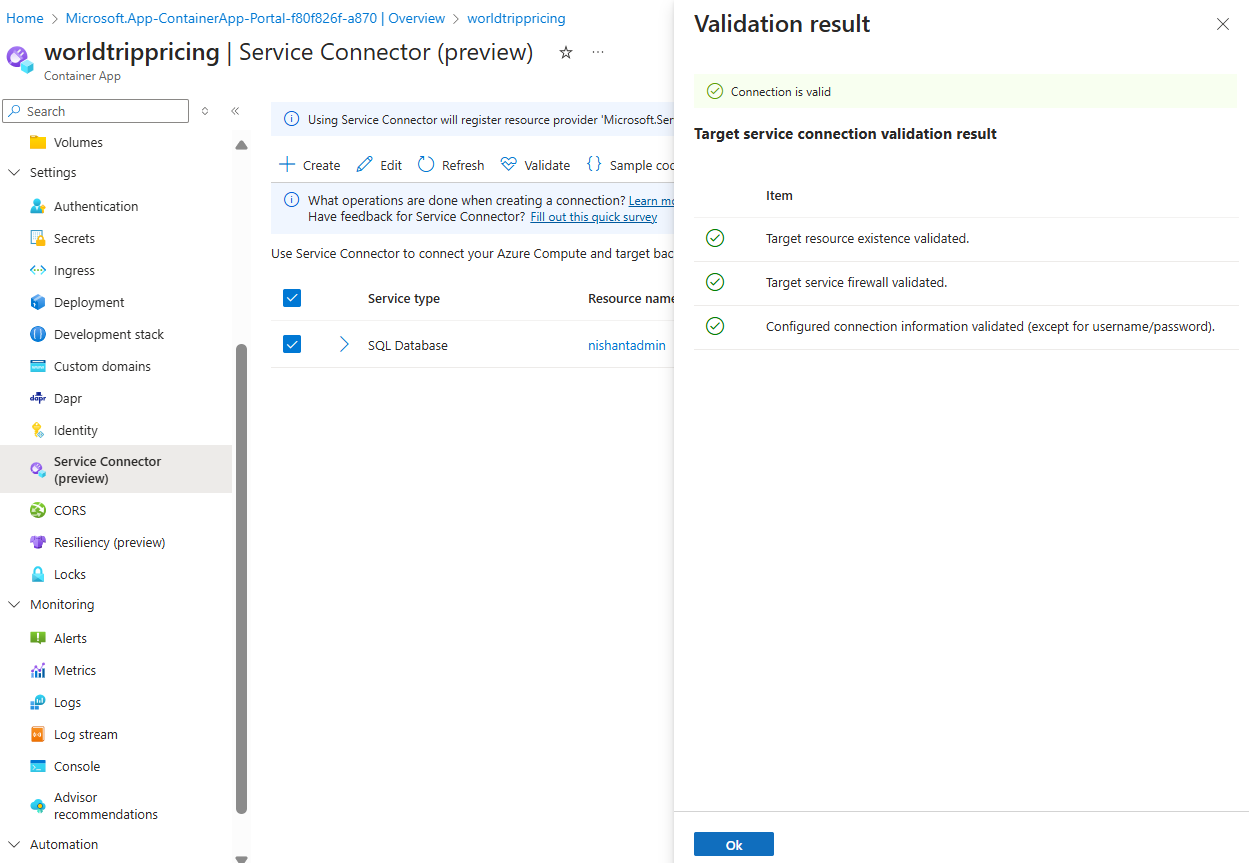 Home > Microsoft.App-ContainerApp-Portal-f80f826f-a870 | Overview > worldtrippricing
worldtrippricing | Service Connector (preview)
Container App
Search
Volumes
Settings
Authentication
Secrets
Ingress
Deployment
Development stack
Custom domains
Dapr
Identity
Service Connector
(preview)
CORS
Resiliency (preview)
Locks
Monitoring
Alerts
Metrics
Logs
Log stream
Console
Advisor
recommendations
Automation
Using Service Connector will register resource provider 'Microsoft.Ser
Create Edit Refresh Validate {} Sample coc
What operations are done when creating a connection? Learn mo
Have feedback for Service Connector? Fill out this quick survey
Use Service Connector to connect your Azure Compute and target bac
Service type Resource name
SQL Database nishantadmin
Validation result
Connection is valid
Target service connection validation result
Item
Target resource existence validated.
Target service firewall validated.
Configured connection information validated (except for username/password).
Ok